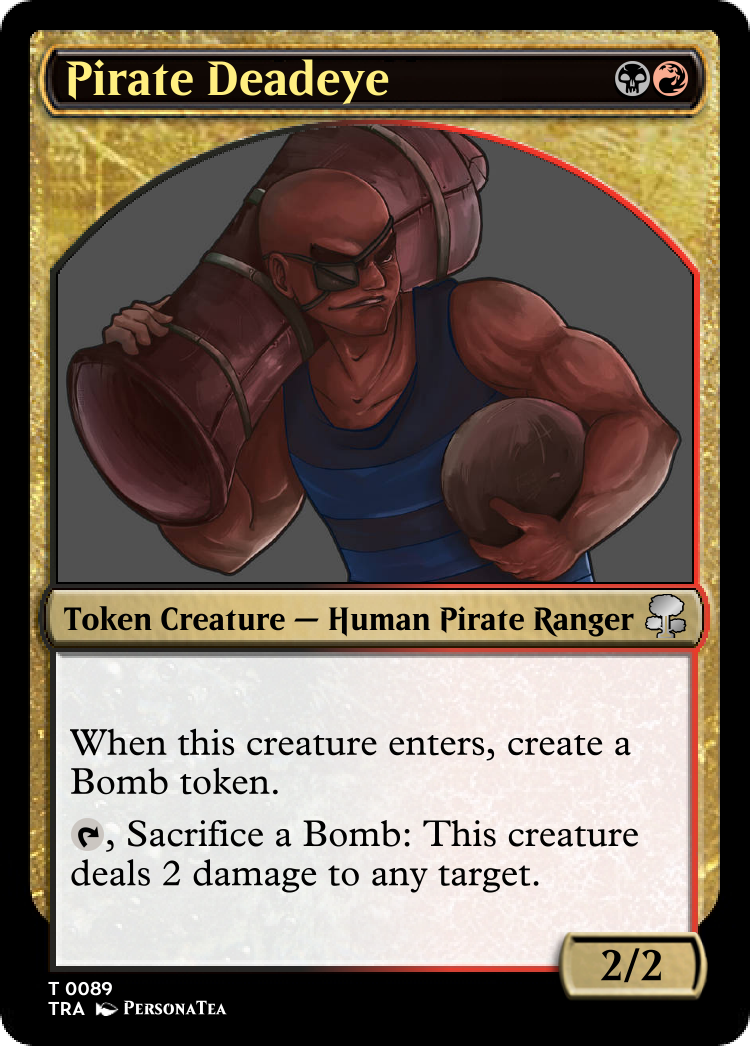 Pirate Deadeye
Token Creature — Human Pirate Ranger
When this creature enters, create a
Bomb token.
, Sacrifice a Bomb: This creature
deals 2 damage to any target.
2/2
T 0089
TRA PersonaTea